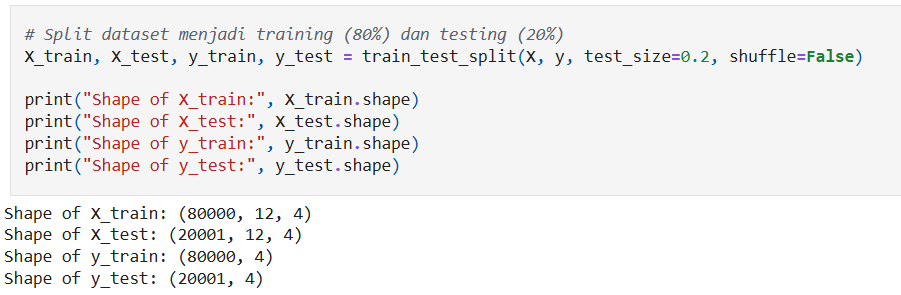 # Split dataset menjadi training (80%) dan testing (20%)
X_train, X_test, y_train, y_test = train_test_split(X, y, test_size=0.2, shuffle=False)
print("Shape of X_train:", X_train.shape)
print("Shape of X_test:", X_test.shape)
print("Shape of y_train:", y_train.shape)
print("Shape of y_test:", y_test.shape)
Shape of X_train: (80000, 12, 4)
Shape of X_test: (20001, 12, 4)
Shape of y_train: (80000, 4)
Shape of y_test: (20001, 4)